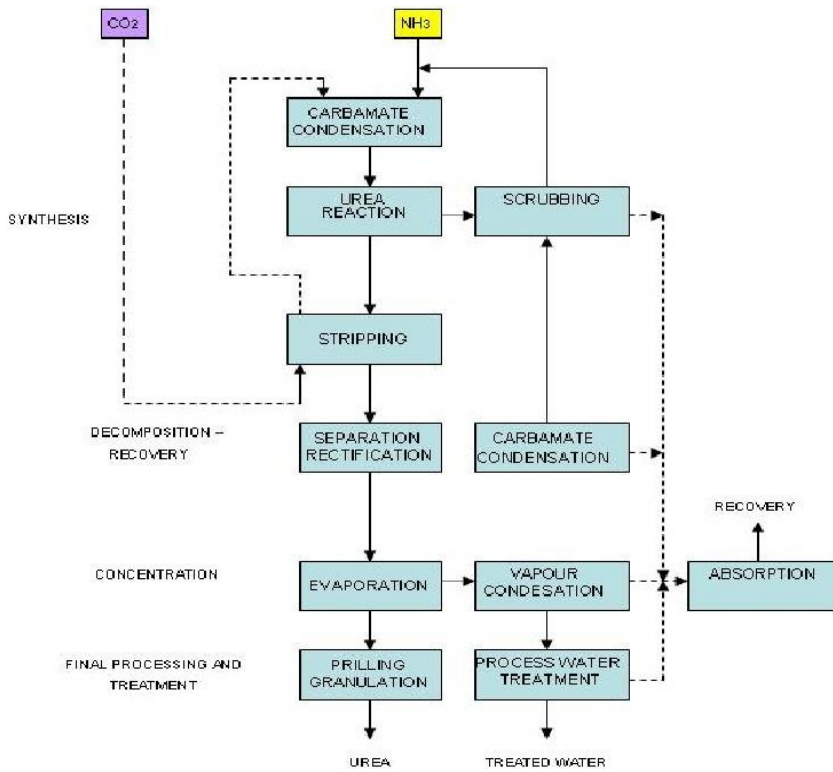 CO2
NH3
CARBAMATE
CONDENSATION
UREA
REACTION
SCRUBBING
SYNTHESIS
STRIPPING
DECOMPOSITION –
RECOVERY
SEPARATION
RECTIFICATION
CARBAMATE
CONDENSATION
RECOVERY
CONCENTRATION
EVAPORATION
VAPOUR
CONDESATION
ABSORPTION
FINAL PROCESSING AND
TREATMENT
PRILLING
GRANULATION
PROCESS WATER
TREATMENT
UREA
TREATED WATER